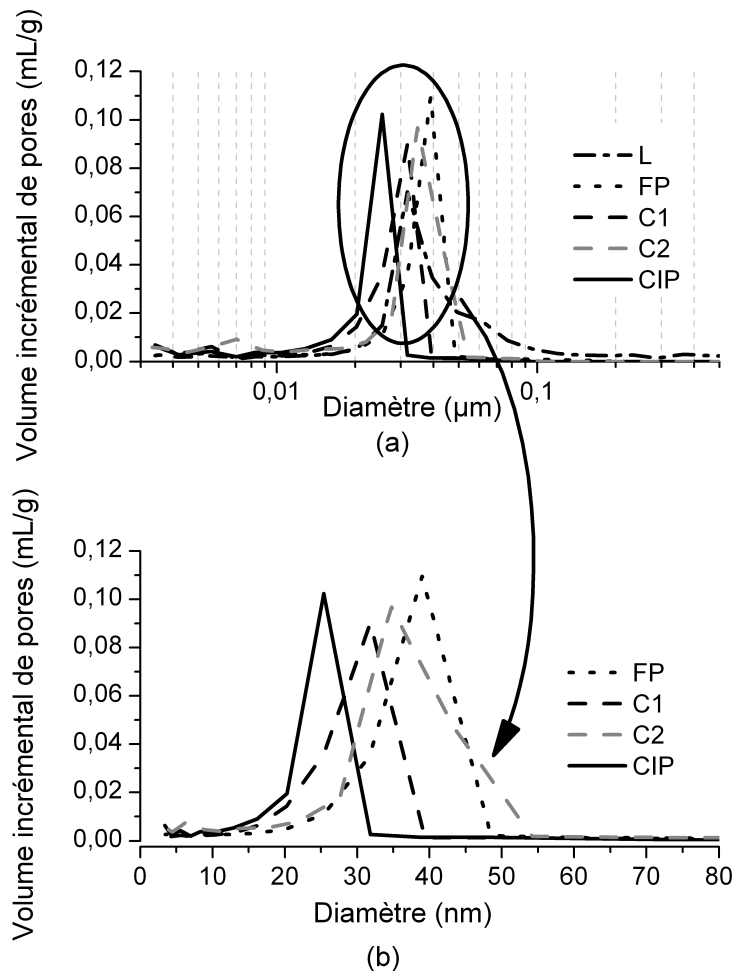 Volume incrémental de pores (mL/g)
0,12
0,10
0,08
0,06
0,04
0,02
0,00
L
FP
C1
C2
CIP
0,01
0,1
Diamètre (µm)
(a)
Volume incrémental de pores (mL/g)
0,12
0,10
0,08
0,06
0,04
0,02
0,00
FP
C1
C2
CIP
0 10 20 30 40 50 60 70 80
Diamètre (nm)
(b)